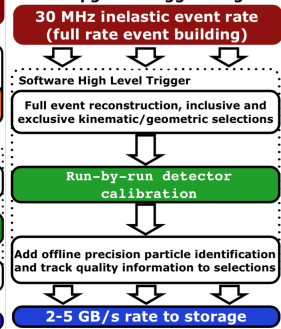 30 MHz inelastic event rate
(full rate event building)
Software High Level Trigger
Full event reconstruction, inclusive and
exclusive kinematic/geometric selections
Run-by-run detector
calibration
Add offline precision particle identification
and track quality information to selections
2-5 GB/s rate to storage